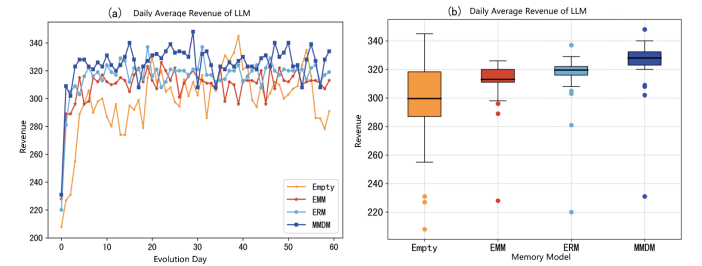 (a)
Daily Average Revenue of LLM
Revenue
340
320
300
280
260
240
220
200
0
10
20
30
40
50
60
Evolution Day
Empty
EMM
ERM
MMDM
(b)
Daily Average Revenue of LLM
Revenue
340
320
300
280
260
240
220
Empty
EMM
ERM
MMDM
Memory Model